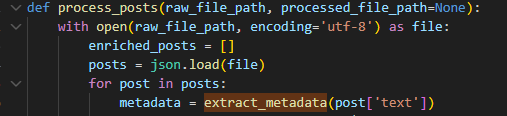 def process_posts(raw_file_path, processed_file_path=None):
    with open(raw_file_path, encoding='utf-8') as file:
        enriched_posts = []
        posts = json.load(file)
        for post in posts:
            metadata = extract_metadata(post['text'])